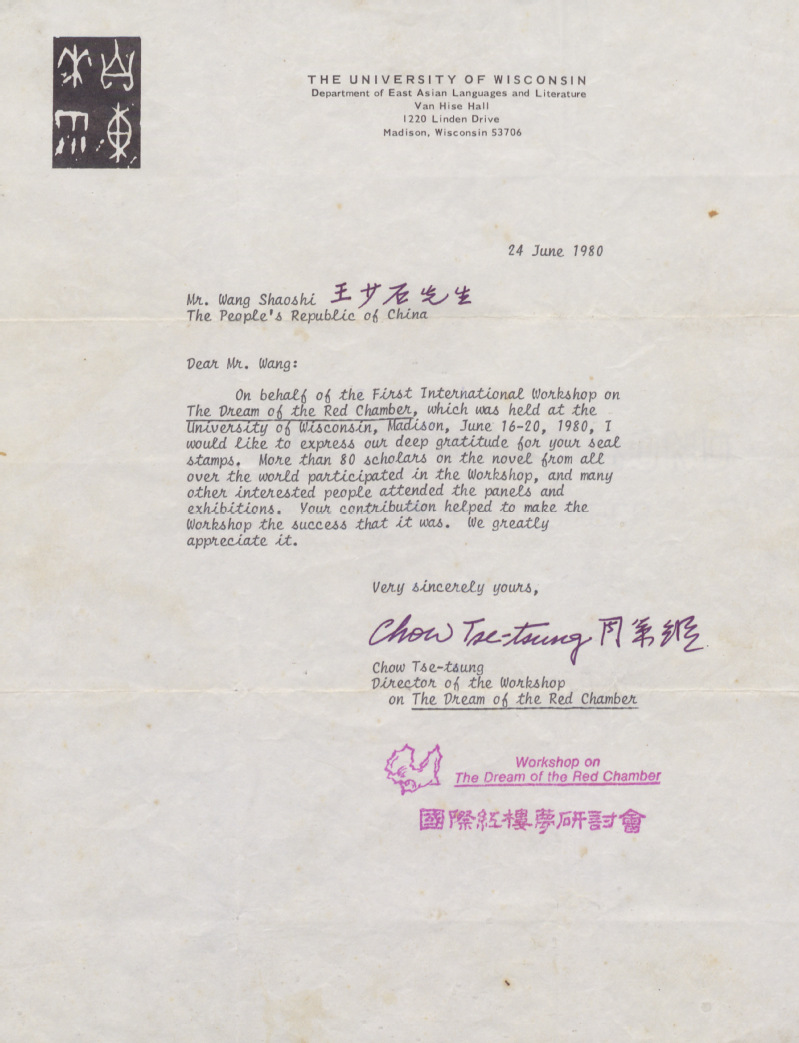 THE UNIVERSITY OF WISCONSIN
Department of East Asian Languages and Literature
Van Hise Hall
1220 Linden Drive
Madison, Wisconsin 53706
24 June 1980
Mr. Wang Shaoshi 王少石先生
The People's Republic of China
Dear Mr. Wang:
On behalf of the First International Workshop on
The Dream of the Red Chamber, which was held at the
University of Wisconsin, Madison, June 16-20, 1980, I
would like to express our deep gratitude for your seal
stamps. More than 80 scholars on the novel from all
over the world participated in the Workshop, and many
other interested people attended the panels and
exhibitions. Your contribution helped to make the
Workshop the success that it was. We greatly
appreciate it.
Very sincerely yours,
Chow Tse-tsung 周策縱
Chow Tse-tsung
Director of the Workshop
on The Dream of the Red Chamber
Workshop on
The Dream of the Red Chamber
國際紅樓夢研討會